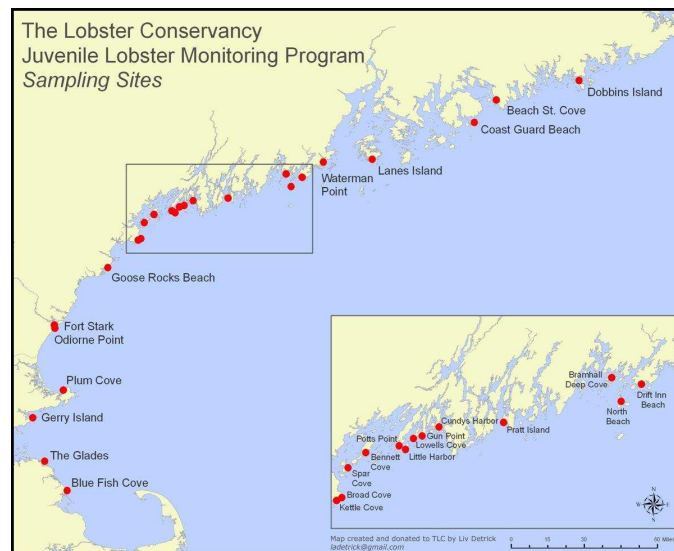 The Lobster Conservancy
Juvenile Lobster Monitoring Program
Sampling Sites
Dobbins Island
Beach St. Cove
Coast Guard Beach
Lanes Island
Waterman
Point
Goose Rocks Beach
Fort Stark
Odiorne Point
Plum Cove
Gerry Island
The Glades
Blue Fish Cove
Bramhall
Deep Cove
Drift Inn
Beach
North
Beach
Cundys Harbor
Pratt Island
Potts Point
Gun Point
Lowells Cove
Bennett
Cove
Little Harbor
Spar
Cove
Broad Cove
Kettle Cove
N
W
E
S
Map created and donated to TLC by Liv Detrick
ladetrick@gmail.com
0 15 30 60 Miles